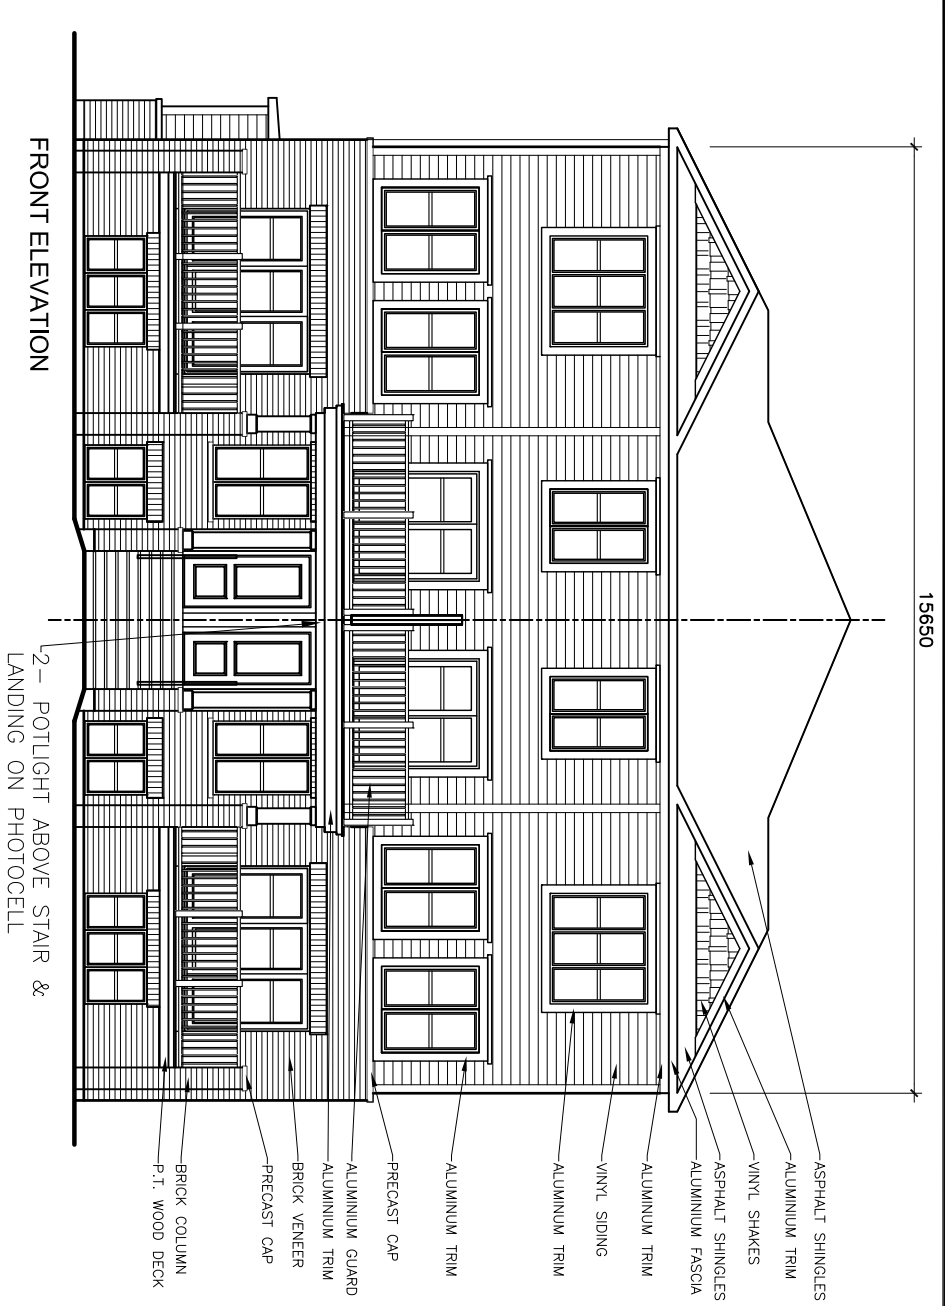 15650
ASPHALT SHINGLES
ALUMINIUM TRIM
VINYL SHAKES
ASPHALT SHINGLES
ALUMINIUM FASCIA
ALUMINUM TRIM
VINYL SIDING
ALUMINUM TRIM
ALUMINUM TRIM
PRECAST CAP
ALUMINIUM GUARD
ALUMINIUM TRIM
BRICK VENEER
PRECAST CAP
BRICK COLUMN
P.T. WOOD DECK
2- POTLIGHT ABOVE STAIR &
LANDING ON PHOTOCELL
FRONT ELEVATION